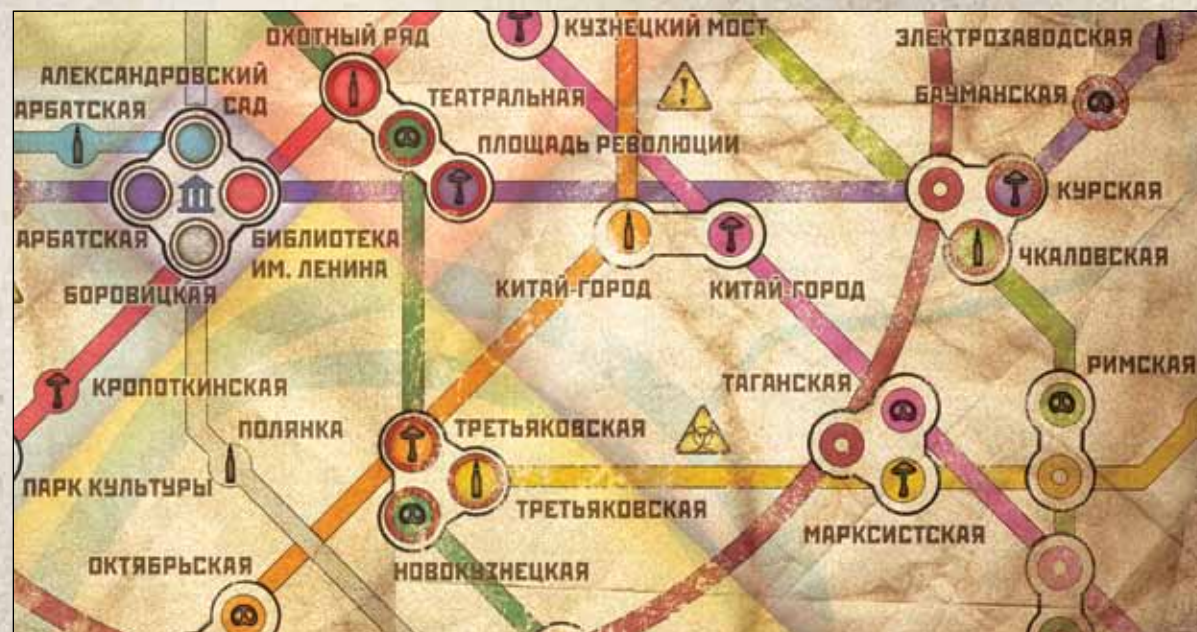 КУЗНЕЦКИЙ МОСТ
ОХОТНЫЙ РЯД
ЭЛЕКТРОЗАВОДСКАЯ
АЛЕКСАНДРОВСКИЙ
САД
АРБАТСКАЯ
ТЕАТРАЛЬНАЯ
БАУМАНСКАЯ
ПЛОЩАДЬ РЕВОЛЮЦИИ
КУРСКАЯ
АРБАТСКАЯ
БИБЛИОТЕКА
ИМ. ЛЕНИНА
ЧКАЛОВСКАЯ
БОРОВИЦКАЯ
КИТАЙ-ГОРОД
КИТАЙ-ГОРОД
РИМСКАЯ
КРОПОТКИНСКАЯ
ТАГАНСКАЯ
ПОЛЯНКА
ТРЕТЬЯКОВСКАЯ
ПАРК КУЛЬТУРЫ
ТРЕТЬЯКОВСКАЯ
МАРКСИСТСКАЯ
ОКТЯБРЬСКАЯ
НОВОКУЗНЕЦКАЯ